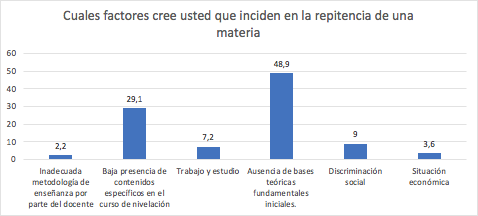 Cuales factores cree usted que inciden en la repitencia de una
materia
60
50
40
30
20
10
0
2,2
29,1
7,2
48,9
9
3,6
Inadecuada
metodología de
enseñanza por
parte del docente
Baja presencia de
contenidos
específicos en el
curso de nivelación
Trabajo y estudio
Ausencia de bases
teóricas
fundamentales
iniciales.
Discriminación
social
Situación
económica